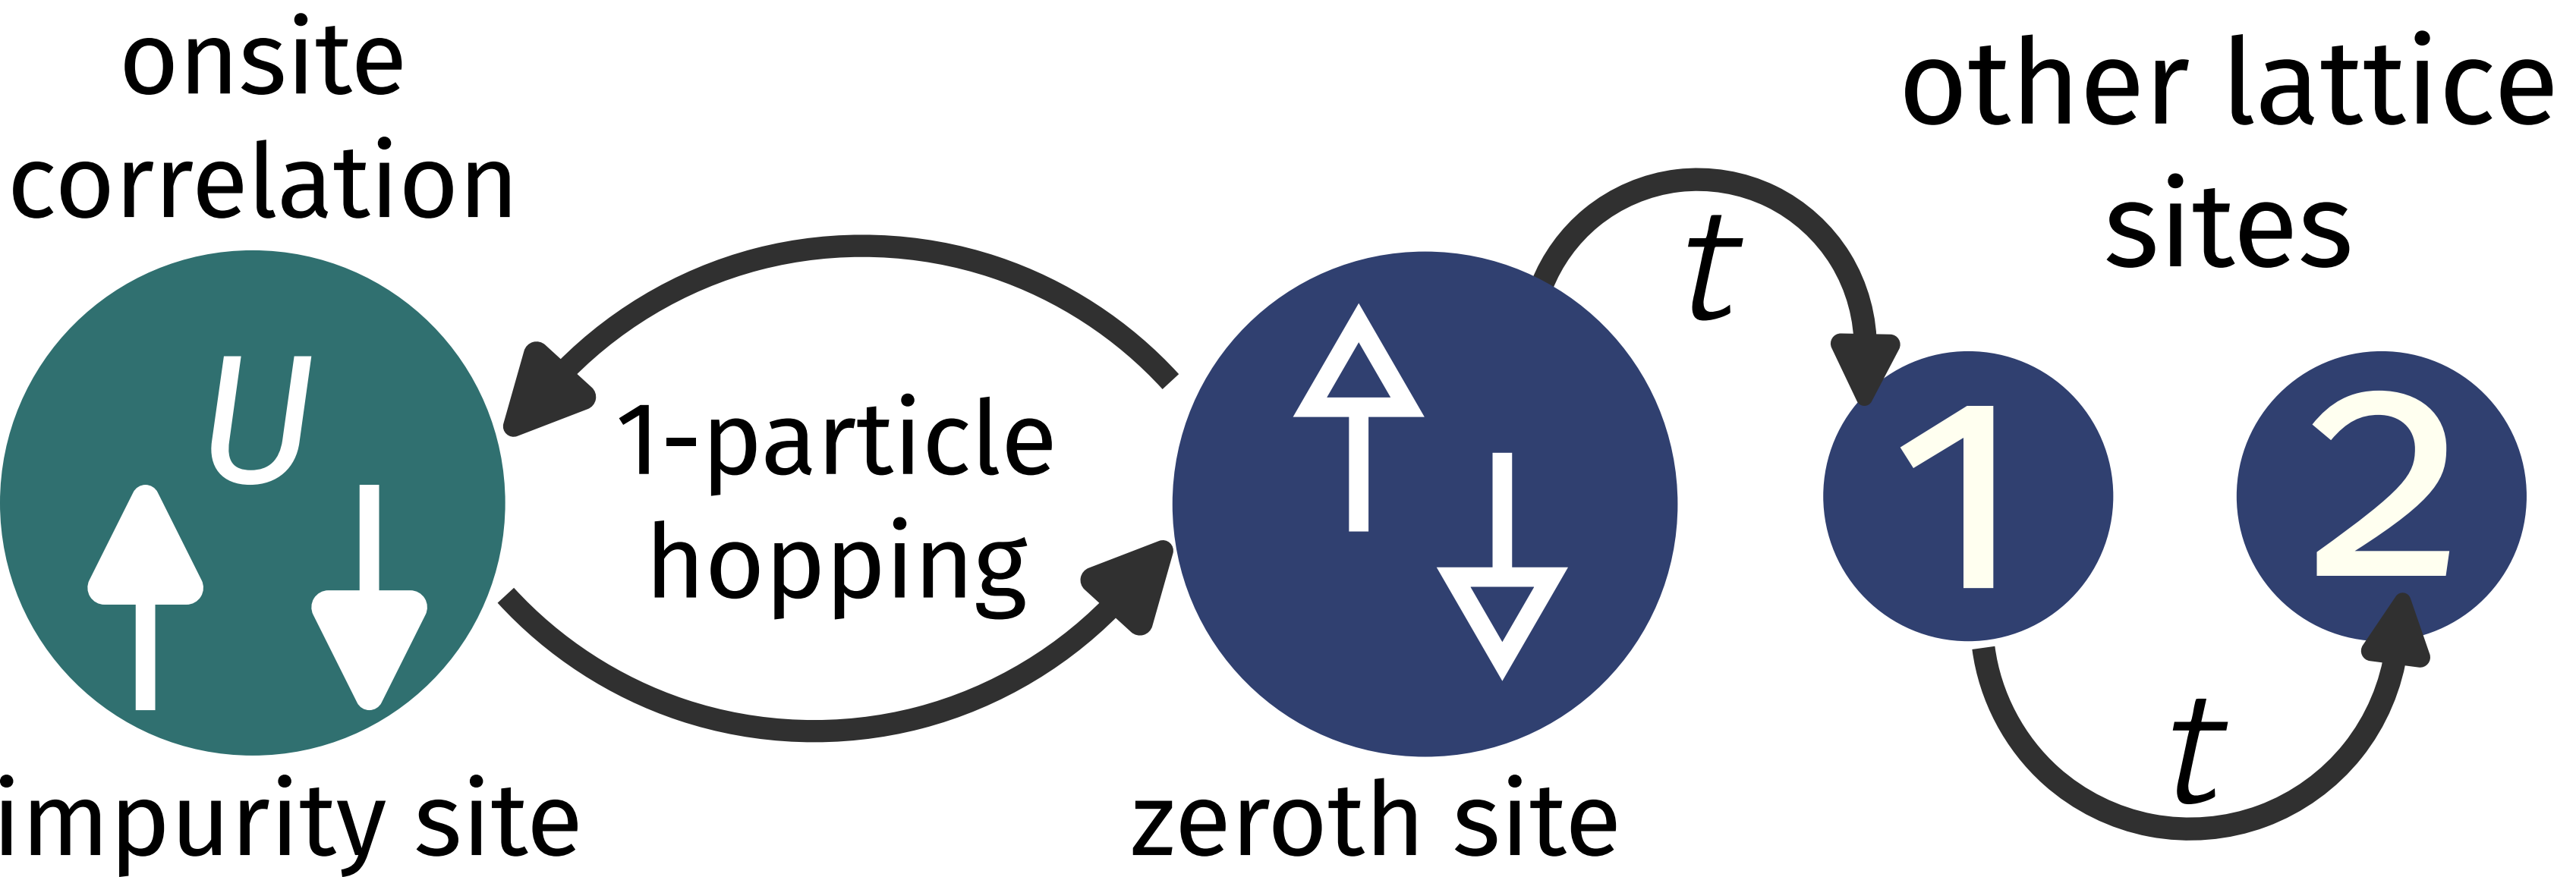 onsite
correlation
U
impurity site
1-particle
hopping
zeroth site
t
other lattice
sites
1
2
t